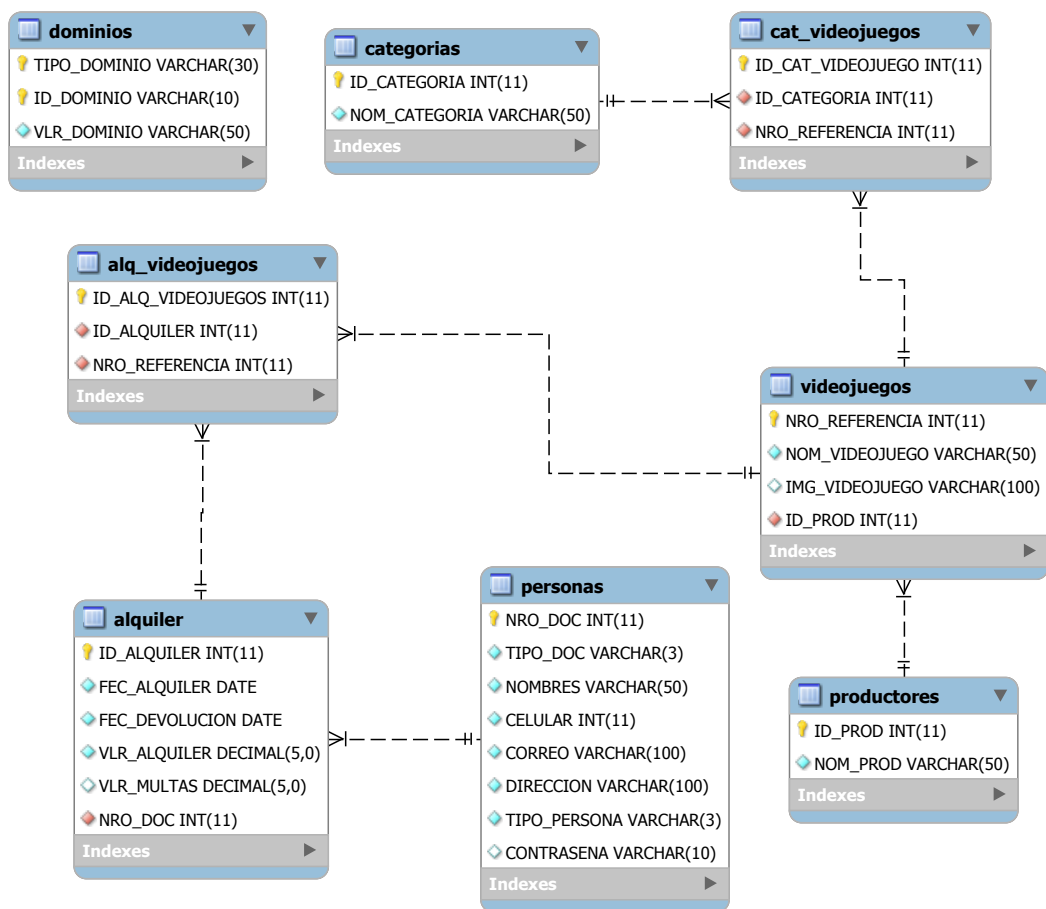 dominios
TIPO_DOMINIO VARCHAR(30)
ID_DOMINIO VARCHAR(10)
VLR_DOMINIO VARCHAR(50)
Indexes
categorias
ID_CATEGORIA INT(11)
NOM_CATEGORIA VARCHAR(50)
Indexes
cat_videojuegos
ID_CAT_VIDEOJUEGO INT(11)
ID_CATEGORIA INT(11)
NRO_REFERENCIA INT(11)
Indexes
alq_videojuegos
ID_ALQ_VIDEOJUEGOS INT(11)
ID_ALQUILER INT(11)
NRO_REFERENCIA INT(11)
Indexes
videojuegos
NRO_REFERENCIA INT(11)
NOM_VIDEOJUEGO VARCHAR(50)
IMG_VIDEOJUEGO VARCHAR(100)
ID_PROD INT(11)
Indexes
alquiler
ID_ALQUILER INT(11)
FEC_ALQUILER DATE
FEC_DEVOLUCION DATE
VLR_ALQUILER DECIMAL(5,0)
VLR_MULTAS DECIMAL(5,0)
NRO_DOC INT(11)
Indexes
personas
NRO_DOC INT(11)
TIPO_DOC VARCHAR(3)
NOMBRES VARCHAR(50)
CELULAR INT(11)
CORREO VARCHAR(100)
DIRECCION VARCHAR(100)
TIPO_PERSONA VARCHAR(3)
CONTRASENA VARCHAR(10)
Indexes
productores
ID_PROD INT(11)
NOM_PROD VARCHAR(50)
Indexes